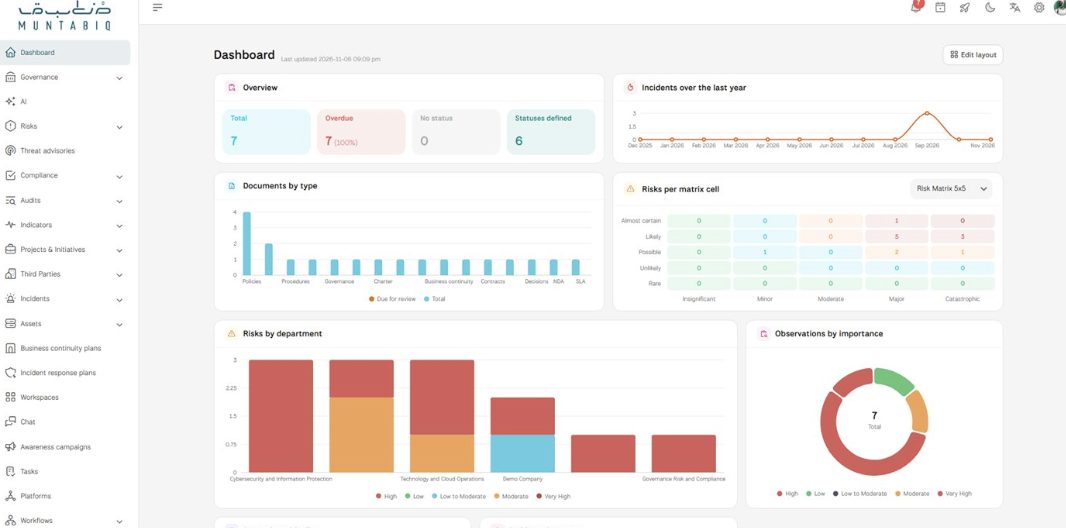 منطبق
MUNTABIQ
Dashboard
Governance
AI
Risks
Threat advisories
Compliance
Audits
Indicators
Projects & Initiatives
Third Parties
Incidents
Assets
Business continuity plans
Incident response plans
Workspaces
Chat
Awareness campaigns
Tasks
Platforms
Workflows
Dashboard Last updated 2026-11-06 09:09 pm
Edit layout
Overview
Total
7
Overdue
7 (100%)
No status
0
Statuses defined
6
Incidents over the last year
3
1.5
0
Dec 2025 Jan 2026 Feb 2026 Mar 2026 Apr 2026 May 2026 Jun 2026 Jul 2026 Aug 2026 Sep 2026 Nov 2026
Documents by type
4
3
2
1
0
Policies Procedures Governance Charter Business continuity Contracts Decisions NDA SLA
Due for review Total
Risks per matrix cell
Risk Matrix 5x5
Almost certain 0 0 0 1 0
Likely 0 0 0 5 3
Possible 0 1 0 2 1
Unlikely 0 0 0 0 0
Rare 0 0 0 0 0
Insignificant Minor Moderate Major Catastrophic
Risks by department
3
2.25
1.5
0.75
0
Cybersecurity and Information Protection Technology and Cloud Operations Demo Company Governance Risk and Compliance
High Low Low to Moderate Moderate Very High
Observations by importance
7
Total
High Low Low to Moderate Moderate Very High